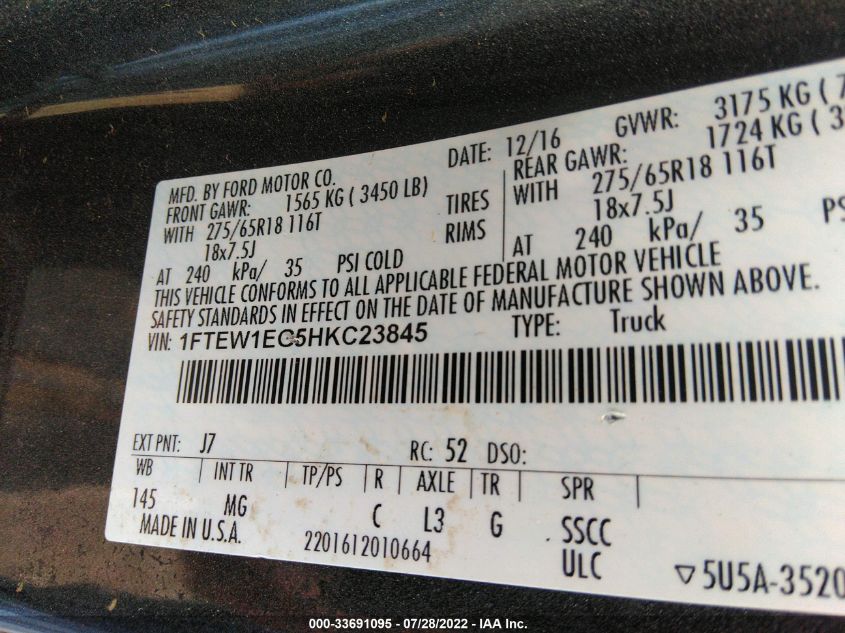 MFD. BY FORD MOTOR CO. DATE: 12/16 GVWR: 3175 KG (7
FRONT GAWR: 1565 KG ( 3450 LB) REAR GAWR: 1724 KG ( 3
WITH 275/65R18 116T TIRES WITH 275/65R18 116T
18x7.5J RIMS 18x7.5J
AT 240 kPa/ 35 PSI COLD AT 240 kPa/ 35 PS
THIS VEHICLE CONFORMS TO ALL APPLICABLE FEDERAL MOTOR VEHICLE
SAFETY STANDARDS IN EFFECT ON THE DATE OF MANUFACTURE SHOWN ABOVE.
VIN: 1FTEW1EG5HKC23845 TYPE: Truck
EXT PNT: J7 RC: 52 DSO:
WB INT TR TP/PS R AXLE TR SPR
145 MG C L3 G SSCC
MADE IN U.S.A. 2201612010664 ULC
5U5A-3520
000-33691095 - 07/28/2022 - IAA Inc.